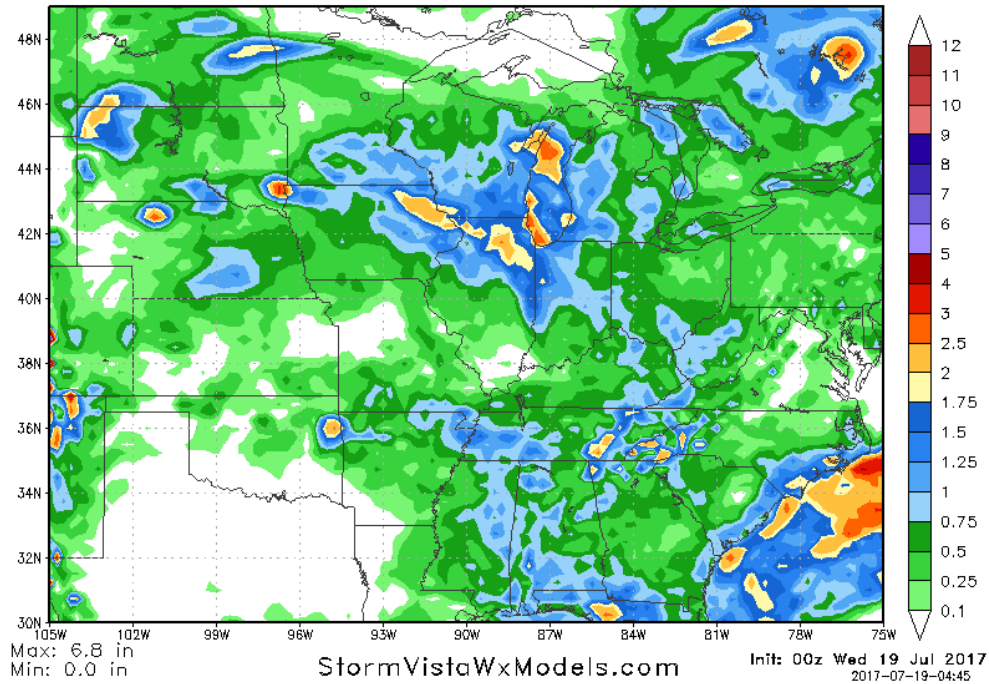 48N
46N
44N
42N
40N
38N
36N
34N
32N
30N
105W 102W 99W 96W 93W 90W 87W 84W 81W 78W 75W
12
11
10
9
8
7
6
5
4
3
2.5
2
1.75
1.5
1.25
1
0.75
0.5
0.25
0.1
Max: 6.8 in
Min: 0.0 in
StormVistaWxModels.com
Init: 00z Wed 19 Jul 2017
2017-07-19-04:45